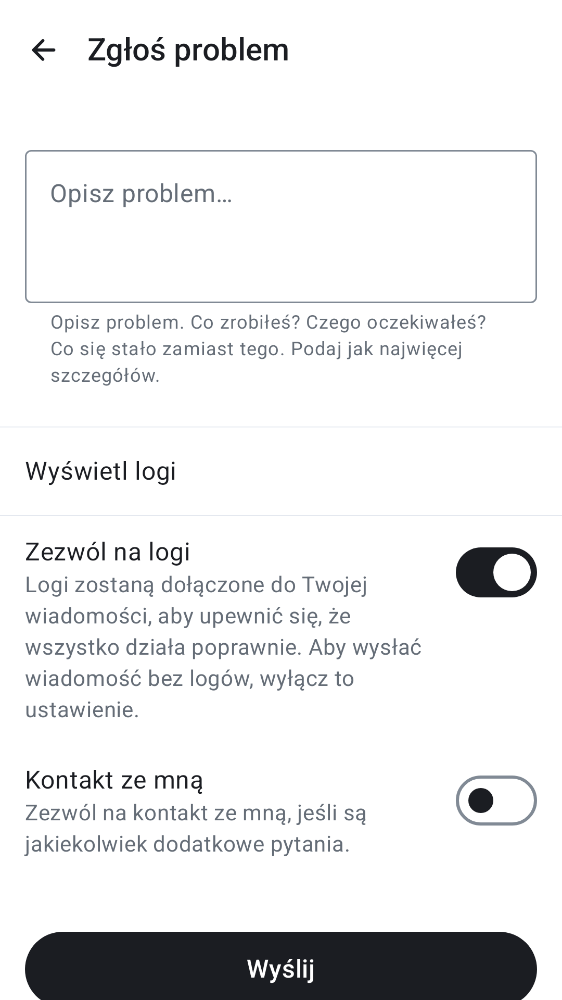 Zgłoś problem
Opisz problem…
Opisz problem. Co zrobiłeś? Czego oczekiwałeś?
Co się stało zamiast tego. Podaj jak najwięcej
szczegółów.
Wyświetl logi
Zezwól na logi
Logi zostaną dołączone do Twojej
wiadomości, aby upewnić się, że
wszystko działa poprawnie. Aby wysłać
wiadomość bez logów, wyłącz to
ustawienie.
Kontakt ze mną
Zezwól na kontakt ze mną, jeśli są
jakiekolwiek dodatkowe pytania.
Wyślij